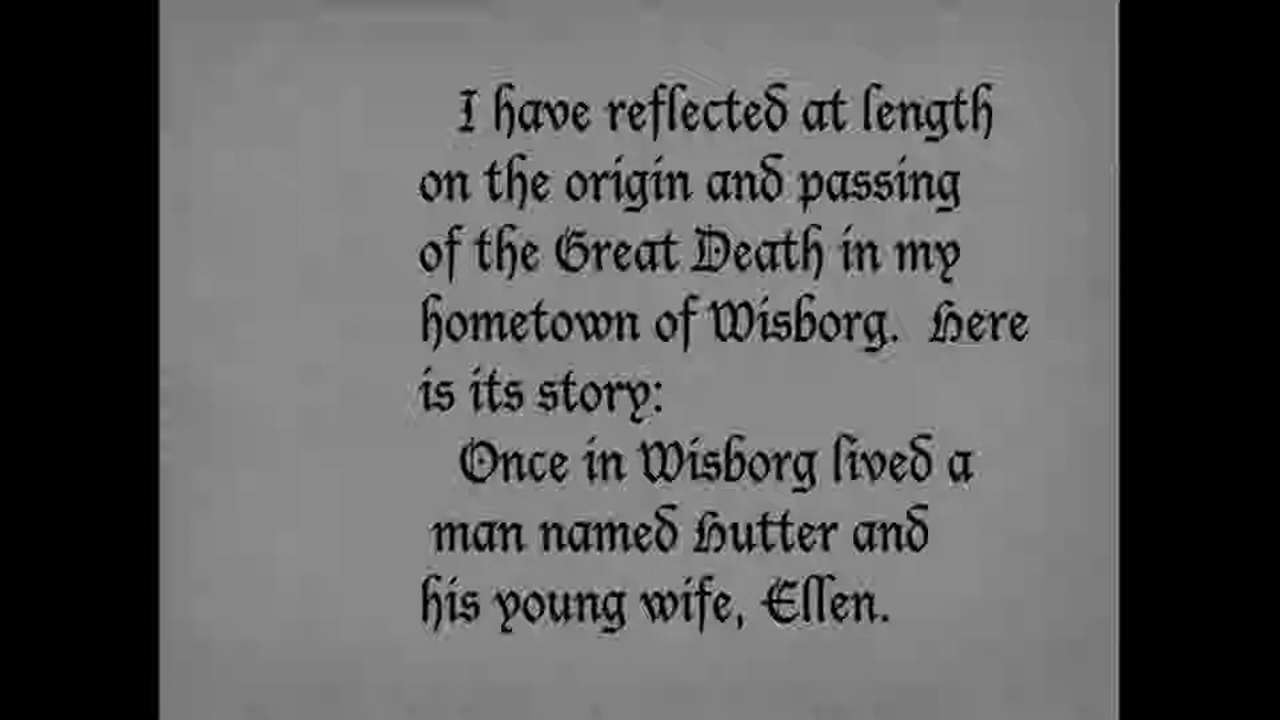 I have reflected at length
on the origin and passing
of the Great Death in my
hometown of Wisborg. Here
is its story:
Once in Wisborg lived a
man named Hutter and
his young wife, Ellen.